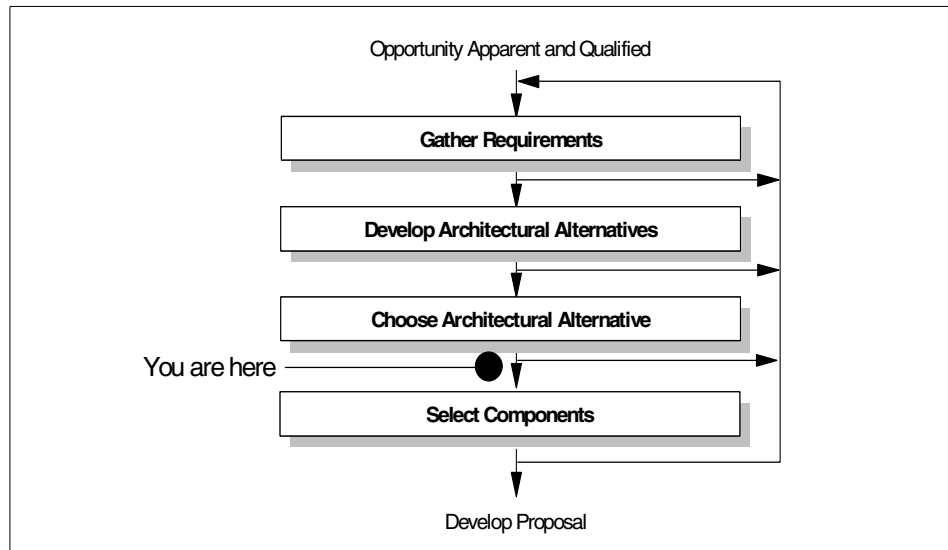 Opportunity Apparent and Qualified
Gather Requirements
Develop Architectural Alternatives
Choose Architectural Alternative
You are here
Select Components
Develop Proposal